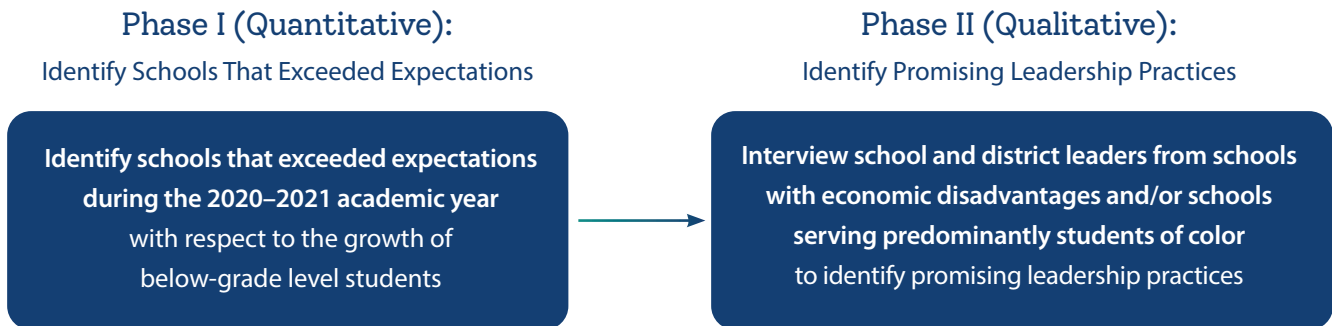 Phase I (Quantitative):
Identify Schools That Exceeded Expectations
Identify schools that exceeded expectations
during the 2020–2021 academic year
with respect to the growth of
below-grade level students
Phase II (Qualitative):
Identify Promising Leadership Practices
Interview school and district leaders from schools
with economic disadvantages and/or schools
serving predominantly students of color
to identify promising leadership practices